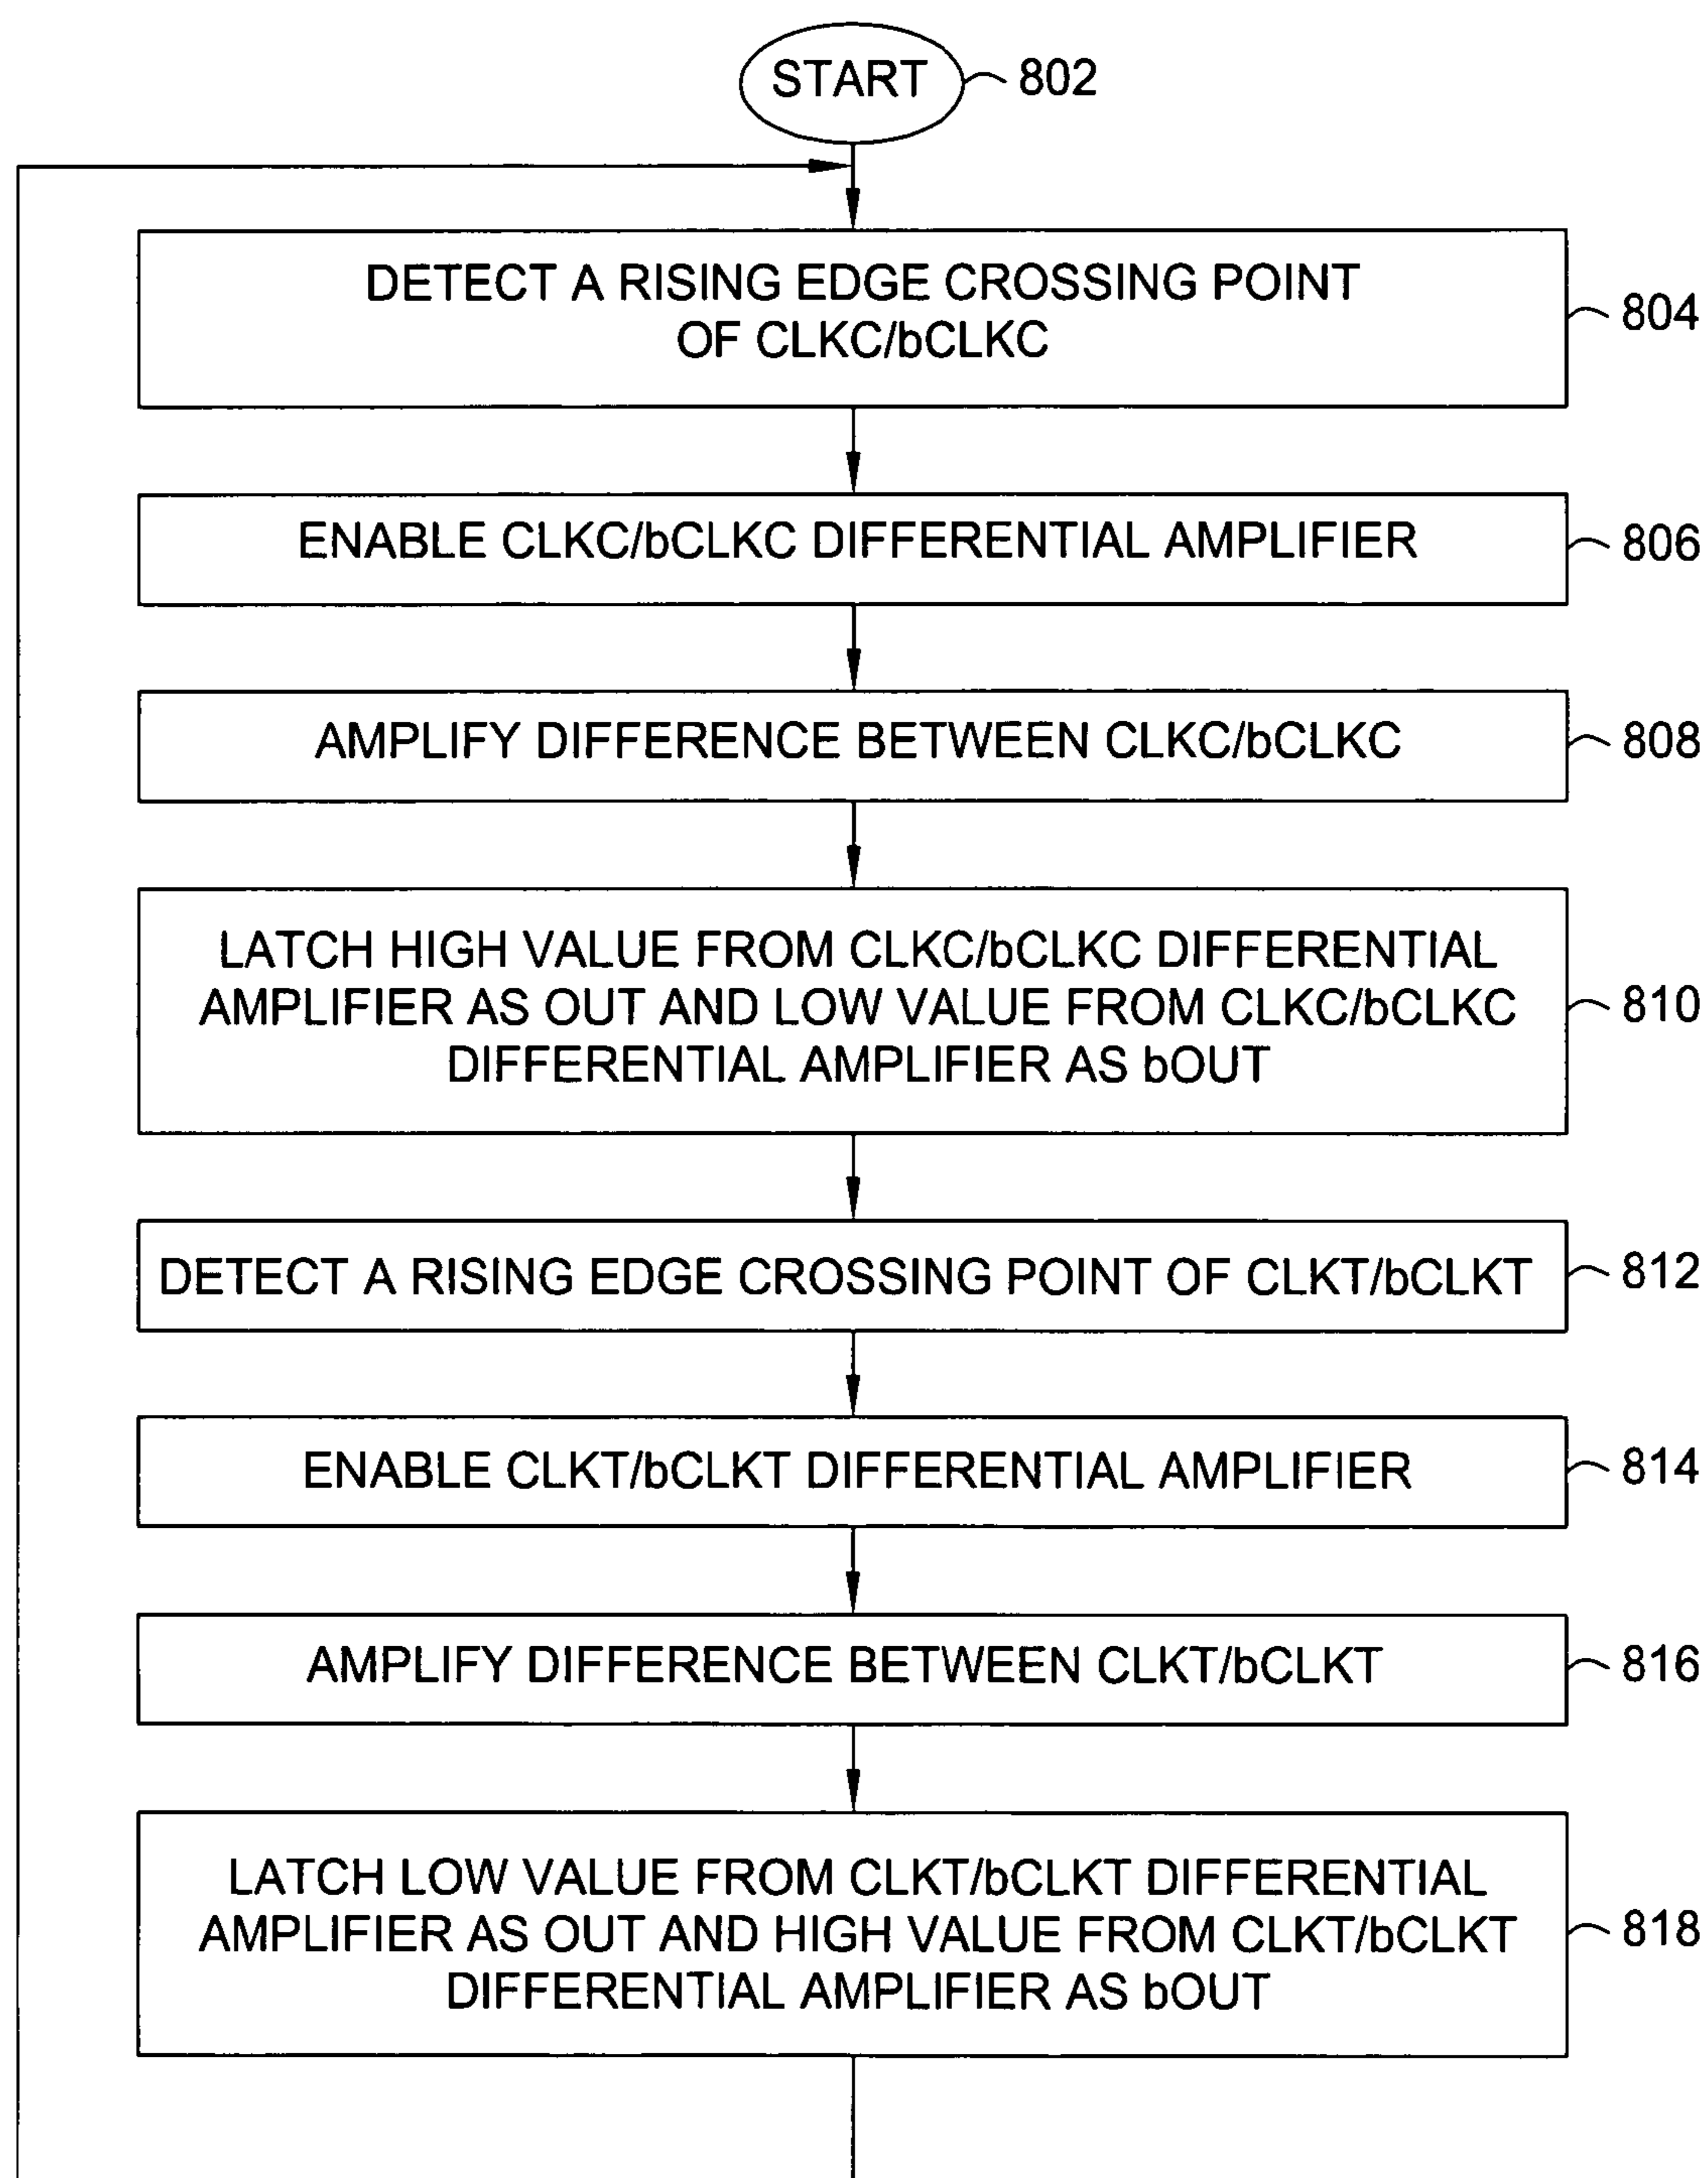 START
802
DETECT A RISING EDGE CROSSING POINT
OF CLKC/bCLKC
804
ENABLE CLKC/bCLKC DIFFERENTIAL AMPLIFIER
806
AMPLIFY DIFFERENCE BETWEEN CLKC/bCLKC
808
LATCH HIGH VALUE FROM CLKC/bCLKC DIFFERENTIAL
AMPLIFIER AS OUT AND LOW VALUE FROM CLKC/bCLKC
DIFFERENTIAL AMPLIFIER AS bOUT
810
DETECT A RISING EDGE CROSSING POINT OF CLKT/bCLKT
812
ENABLE CLKT/bCLKT DIFFERENTIAL AMPLIFIER
814
AMPLIFY DIFFERENCE BETWEEN CLKT/bCLKT
816
LATCH LOW VALUE FROM CLKT/bCLKT DIFFERENTIAL
AMPLIFIER AS OUT AND HIGH VALUE FROM CLKT/bCLKT
DIFFERENTIAL AMPLIFIER AS bOUT
818